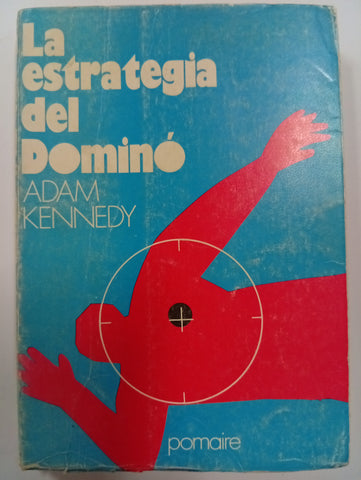 La
estrategia
del
Dominó
ADAM
KENNEDY
pomaire